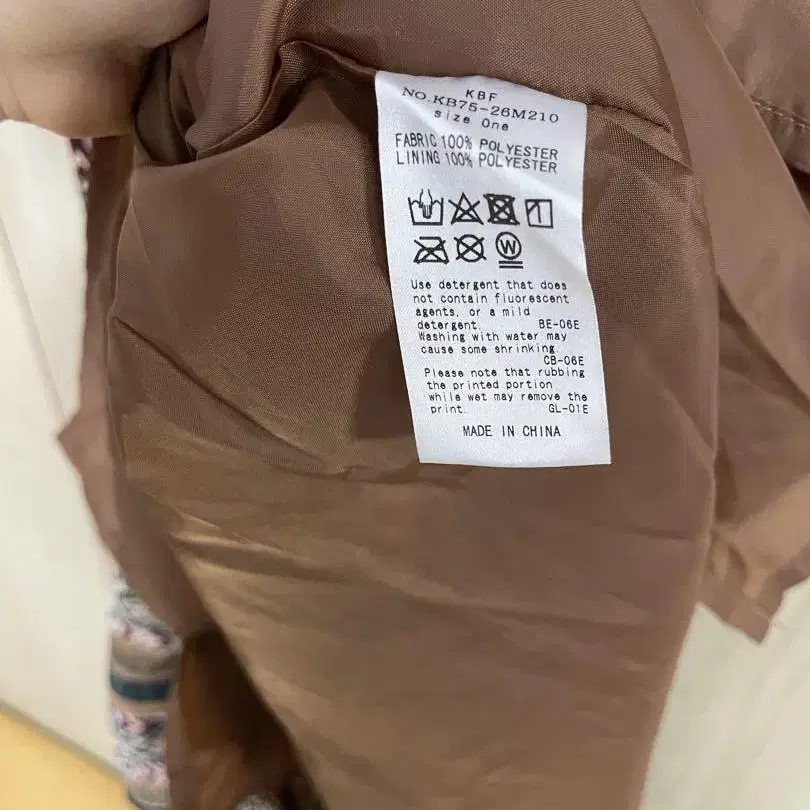 KBF
NO.KB75-26M210
size One
FABRIC 100% POLYESTER
LINING 100% POLYESTER
W
Use detergent that does
not contain fluorescent
agents, or a mild
detergent. BE-06E
Washing with water may
cause some shrinking.
CB-06E
Please note that rubbing
the printed portion
while wet may remove the
print. GL-01E
MADE IN CHINA